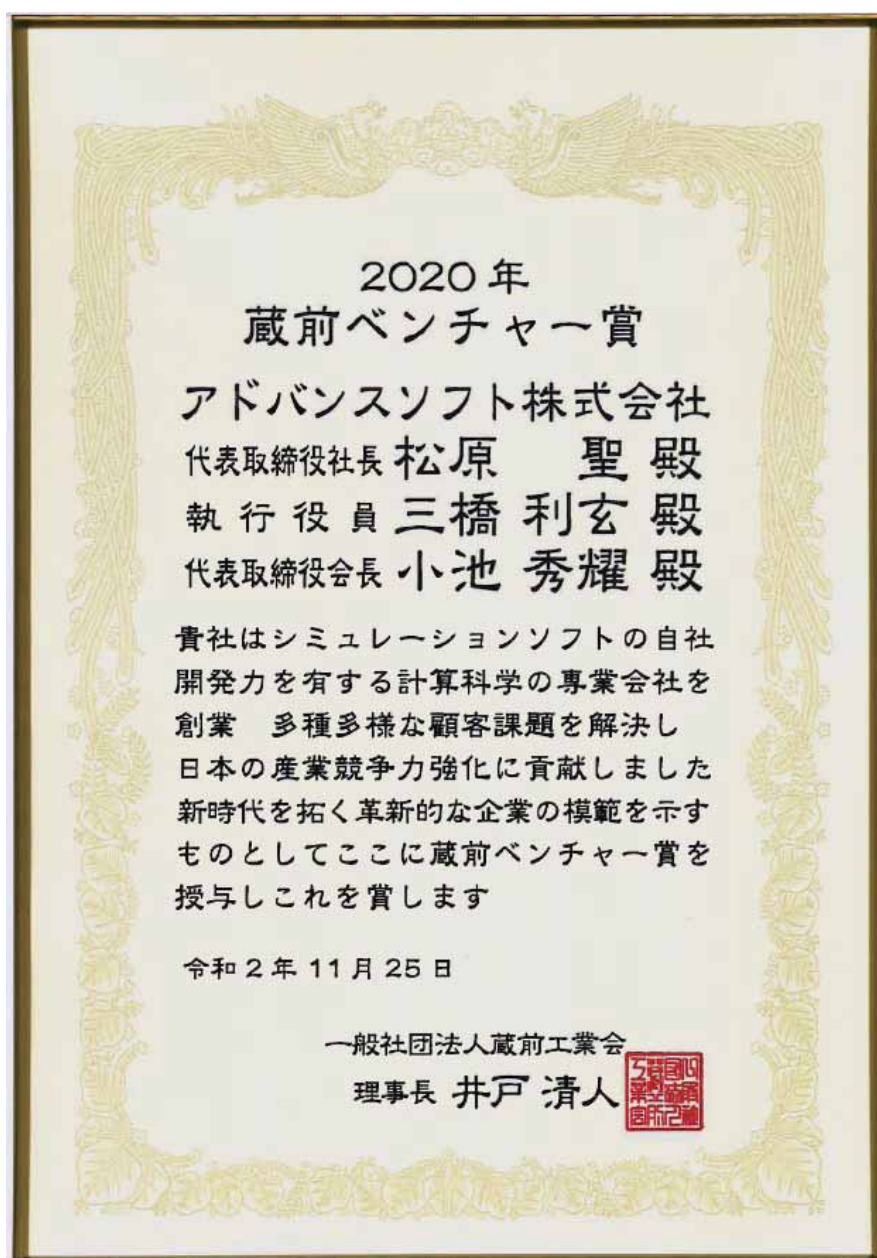 2020年
蔵前ベンチャー賞
アドバンスソフト株式会社
代表取締役社長 松原 聖 殿
執行役員 三橋 利玄 殿
代表取締役会長 小池 秀耀 殿
貴社はシミュレーションソフトの自社
開発力を有する計算科学の専業会社を
創業 多種多様な顧客課題を解決し
日本の産業競争力強化に貢献しました
新時代を拓く革新的な企業の模範を示す
ものとしてここに蔵前ベンチャー賞を
授与しこれを賞します
令和2年11月25日
一般社団法人蔵前工業会
理事長 井戸 清人